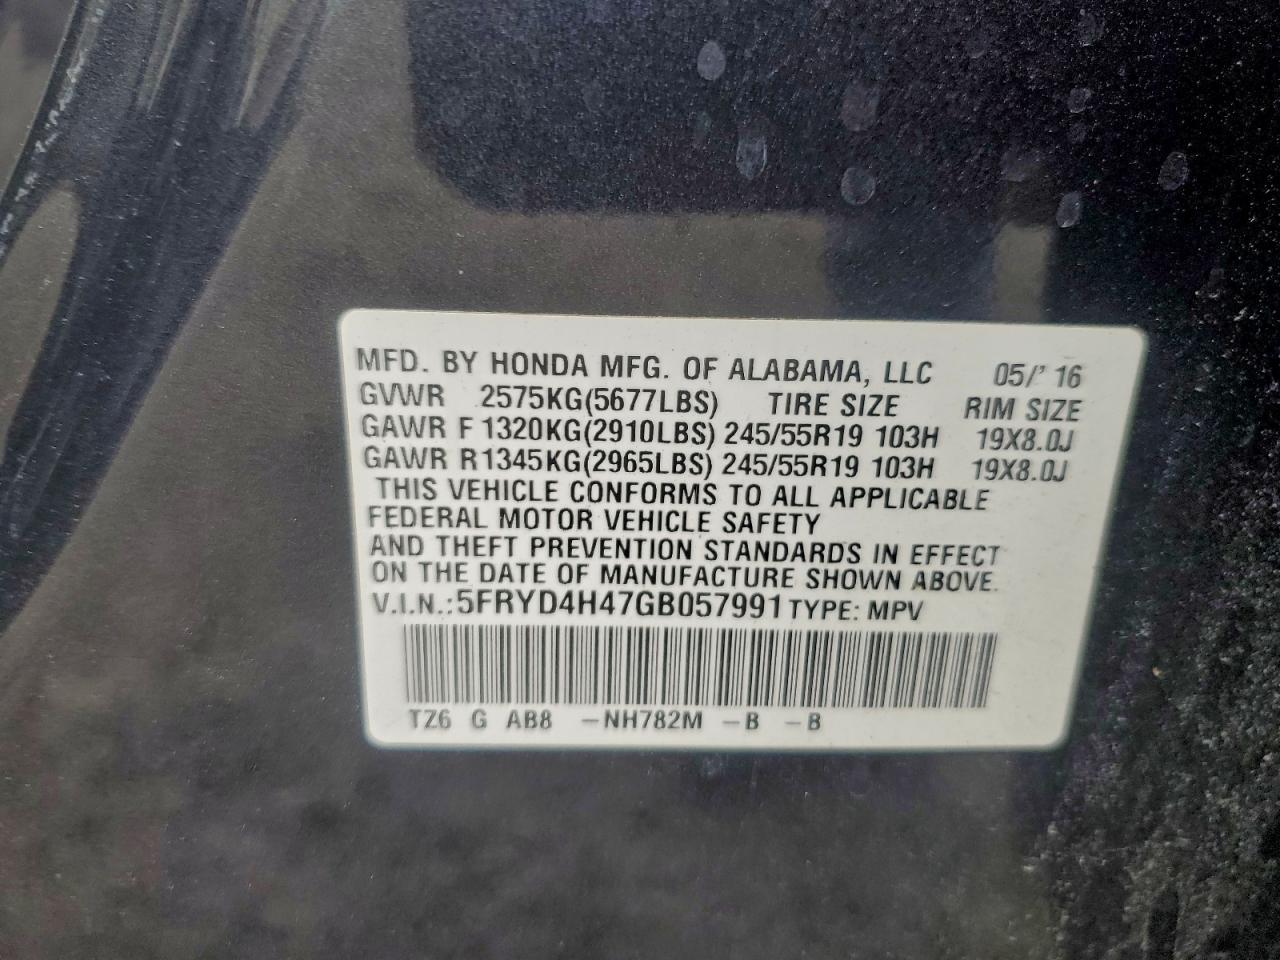 MFD. BY HONDA MFG. OF ALABAMA, LLC 05/' 16
GVWR 2575KG(5677LBS) TIRE SIZE RIM SIZE
GAWR F 1320KG(2910LBS) 245/55R19 103H 19X8.0J
GAWR R1345KG(2965LBS) 245/55R19 103H 19X8.0J
THIS VEHICLE CONFORMS TO ALL APPLICABLE
FEDERAL MOTOR VEHICLE SAFETY
AND THEFT PREVENTION STANDARDS IN EFFECT
ON THE DATE OF MANUFACTURE SHOWN ABOVE.
V.I.N.:5FRYD4H47GB057991 TYPE: MPV
TZ6 G AB8 -NH782M -B -B